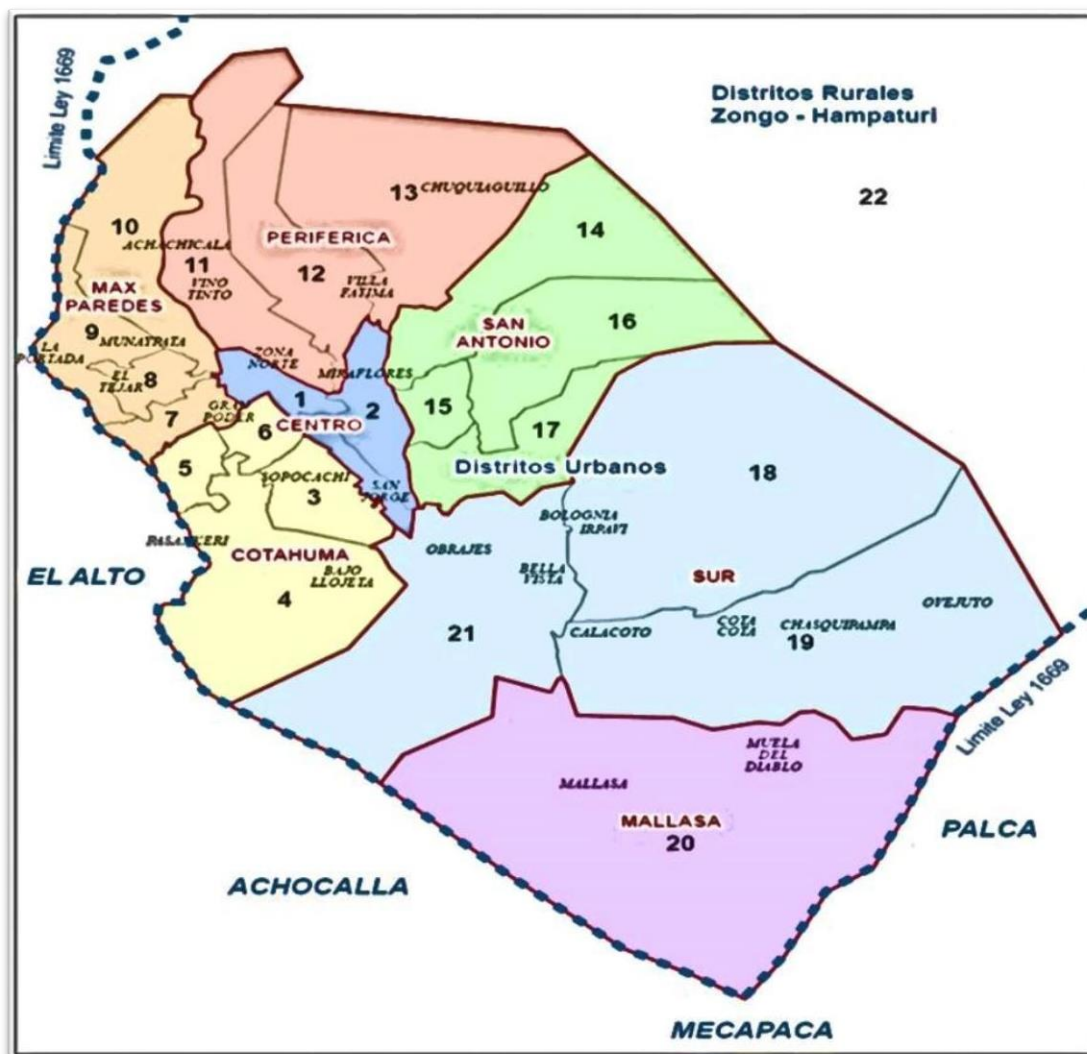 Limite Ley 1669
Distritos Rurales
Zongo - Hampaturi
22
13
CHUQUIAGUILLO
10
ACHACHICALA
PERIFERICA
14
11
VINO
TINTO
12
VILLA
FATIMA
MAX
PAREDES
9
MUNAYPATA
LA
PORTADA
SAN
ANTONIO
16
ZONA
NORTE
MIRAFLORES
EL
TEJAR
8
7
GRAN
PODER
1
2
CENTRO
15
17
6
5
SOPOCACHI
3
SAN
JORGE
Distritos Urbanos
18
BOLOGNIA
IRPAVI
PASANKERI
COTAHUMA
OBRAJES
BAJO
LLOJETA
BELLA
VISTA
EL ALTO
SUR
4
OVEJUTO
21
CALACOTO
COTA
COTA
CHASQUIPAMPA
19
Limite Ley 1669
MUELA
DEL
DIABLO
MALLASA
MALLASA
20
PALCA
ACHOCALLA
MECAPACA